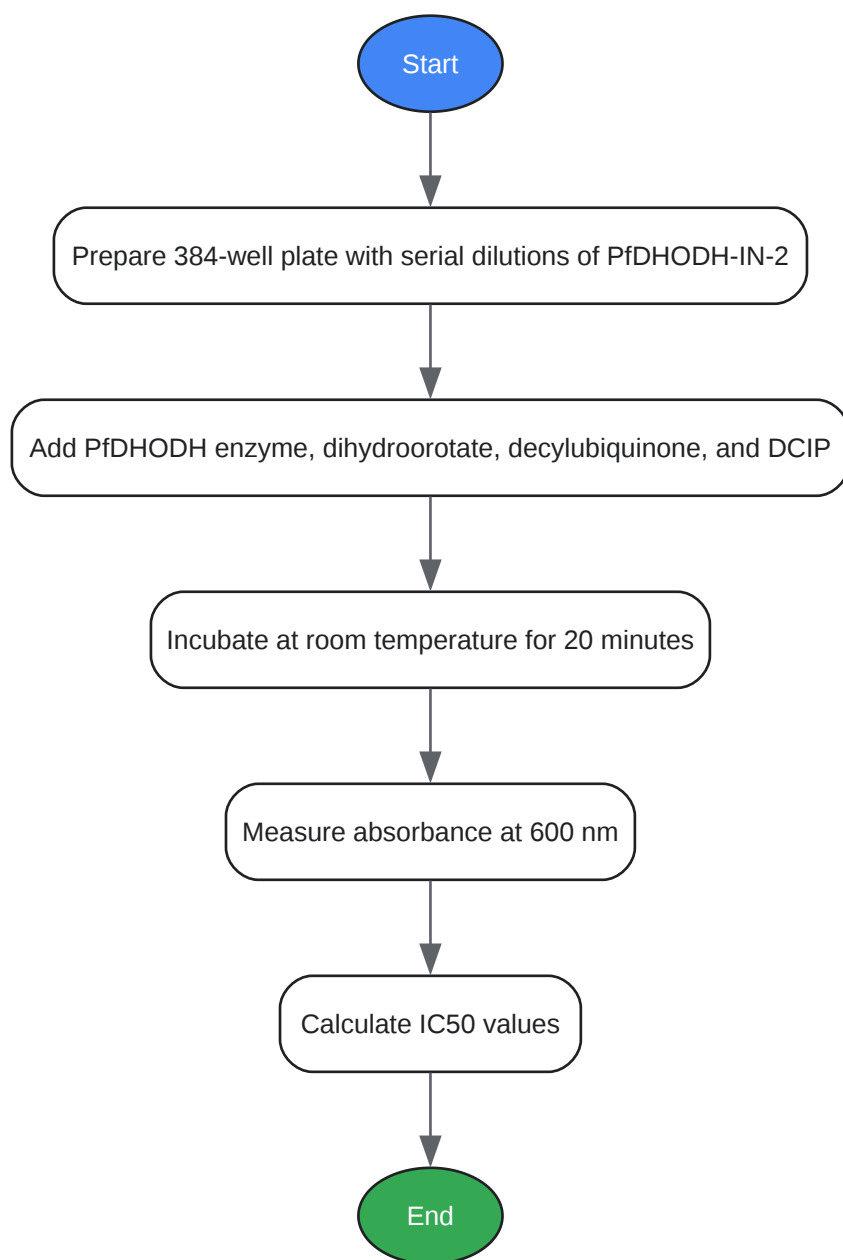 Start
Prepare 384-well plate with serial dilutions of PfDHODH-IN-2
Add PfDHODH enzyme, dihydroorotate, decylubiquinone, and DCIP
Incubate at room temperature for 20 minutes
Measure absorbance at 600 nm
Calculate IC50 values
End